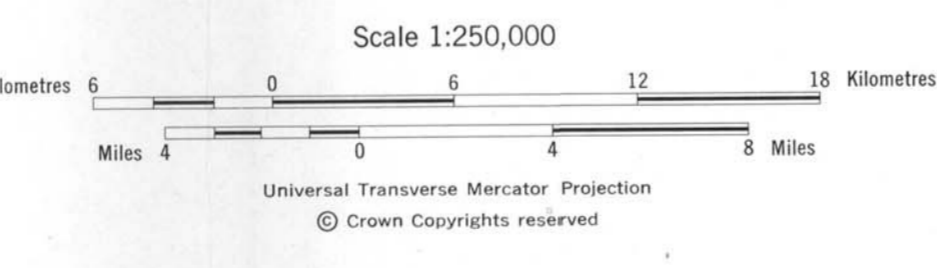 Scale 1:250,000
6 0 6 12 18 Kilometres
Miles 4 0 4 8 Miles
Universal Transverse Mercator Projection
© Crown Copyrights reserved